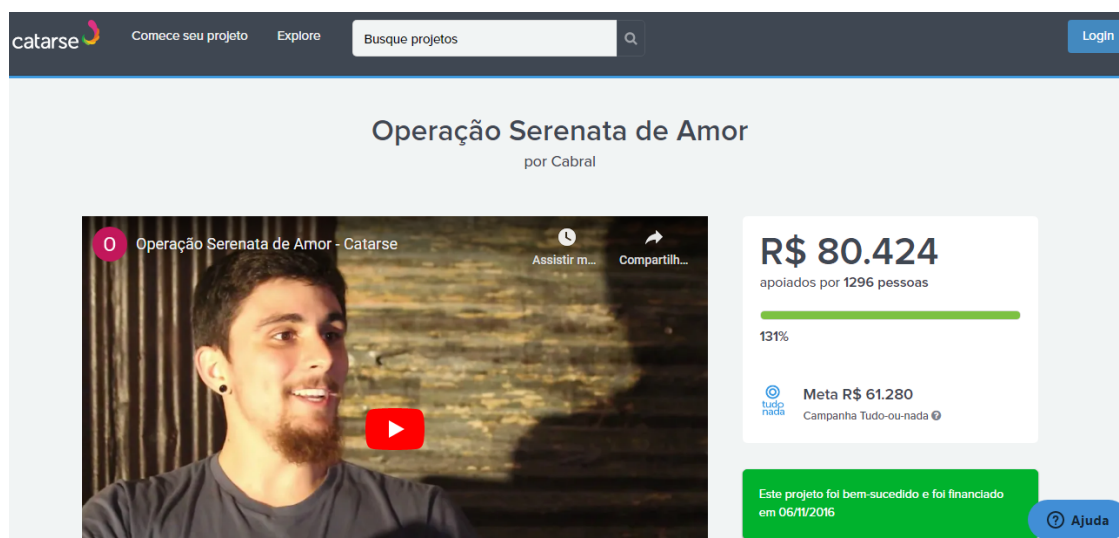 catarse
Comece seu projeto
Explore
Busque projetos
Login
Operação Serenata de Amor
por Cabral
O
Operação Serenata de Amor - Catarse
Assistir m...
Compartilh...
R$ 80.424
apoiados por 1296 pessoas
131%
tudo
nada
Meta R$ 61.280
Campanha Tudo-ou-nada ?
Este projeto foi bem-sucedido e foi financiado
em 06/11/2016
? Ajuda